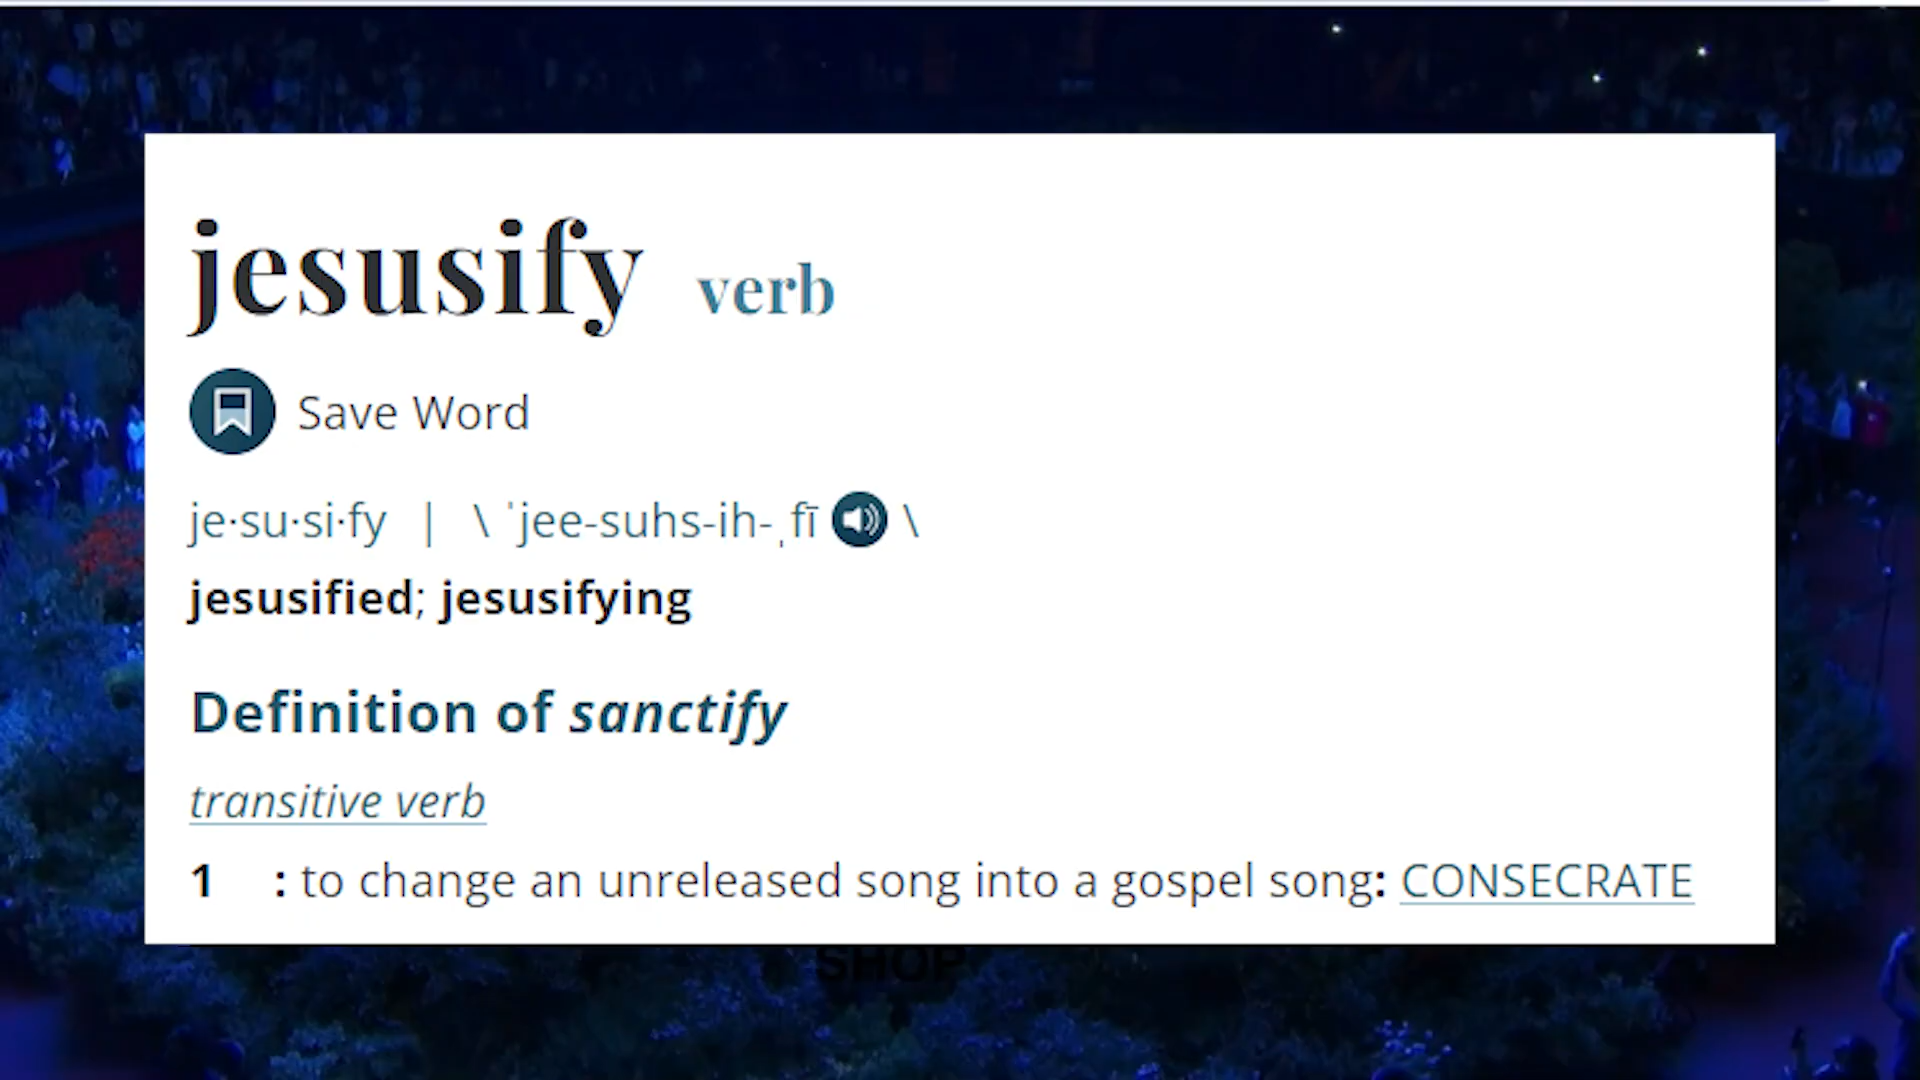 jesusify verb
Save Word
je·su·si·fy | \ ˈjee-suhs-ih-ˌfī \
jesusified; jesusifying
Definition of sanctify
transitive verb
1 : to change an unreleased song into a gospel song: CONSECRATE
SHOP